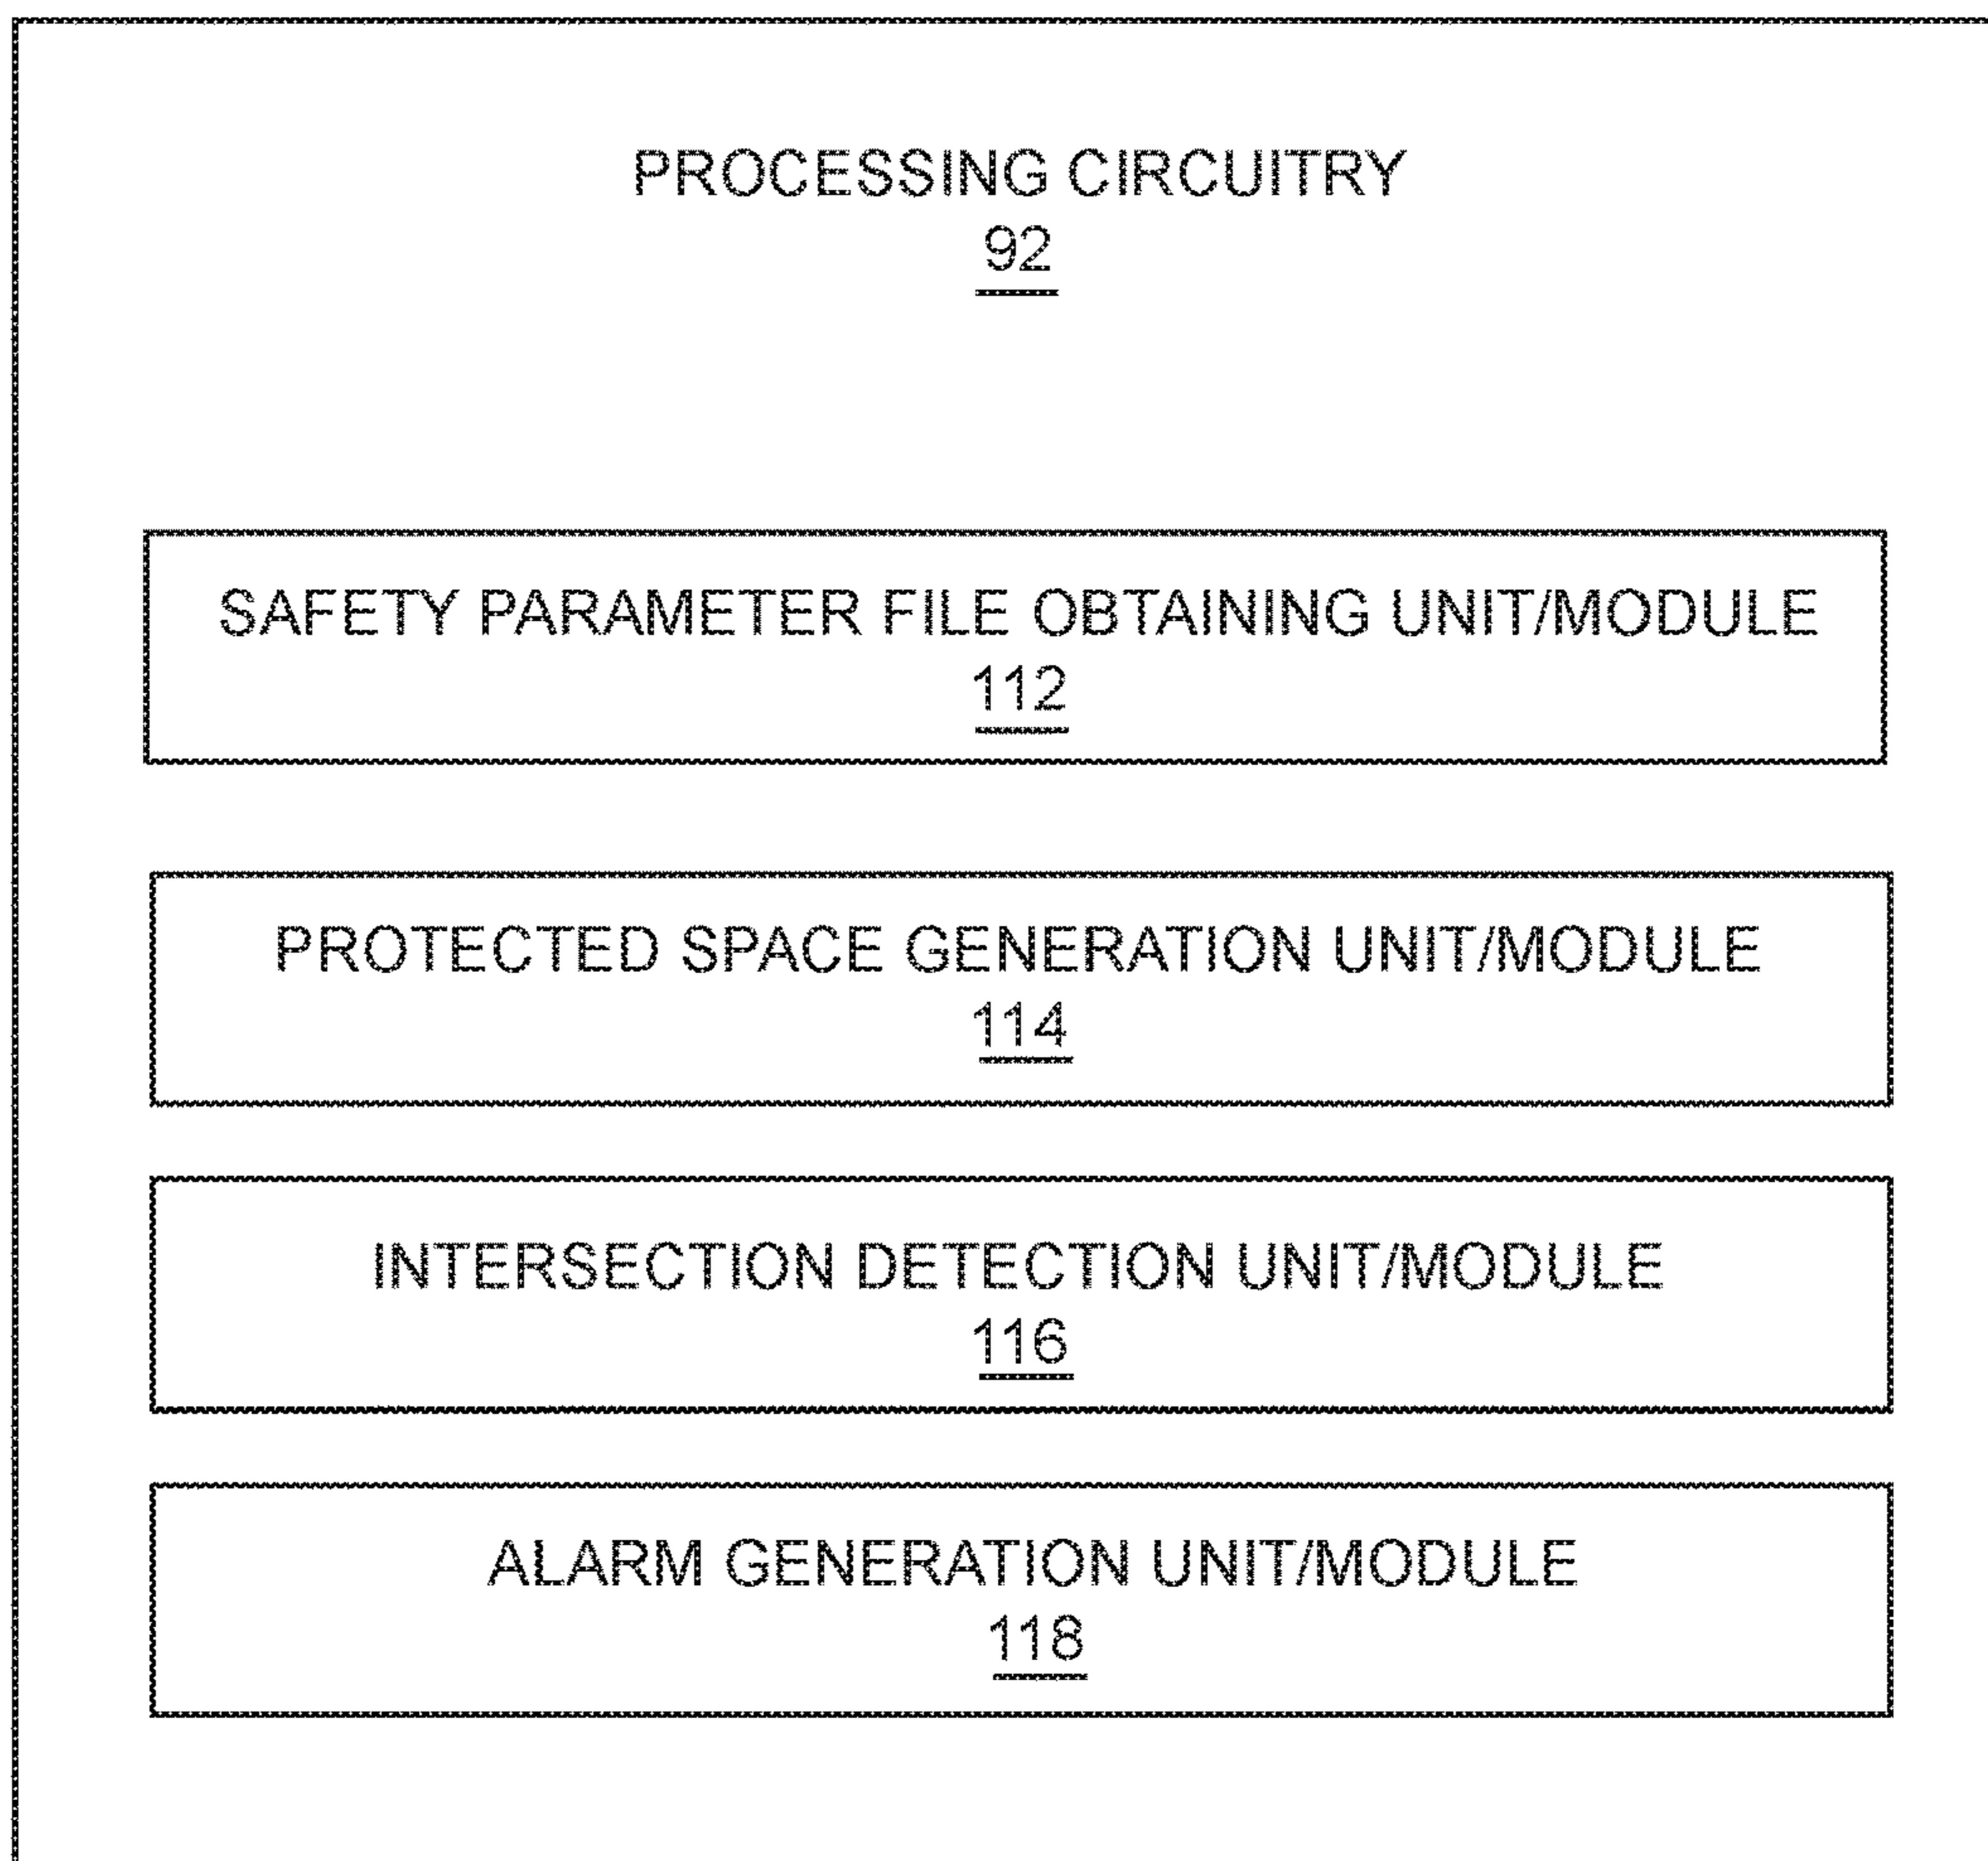 PROCESSING CIRCUITRY
92
SAFETY PARAMETER FILE OBTAINING UNIT/MODULE
112
PROTECTED SPACE GENERATION UNIT/MODULE
114
INTERSECTION DETECTION UNIT/MODULE
116
ALARM GENERATION UNIT/MODULE
118